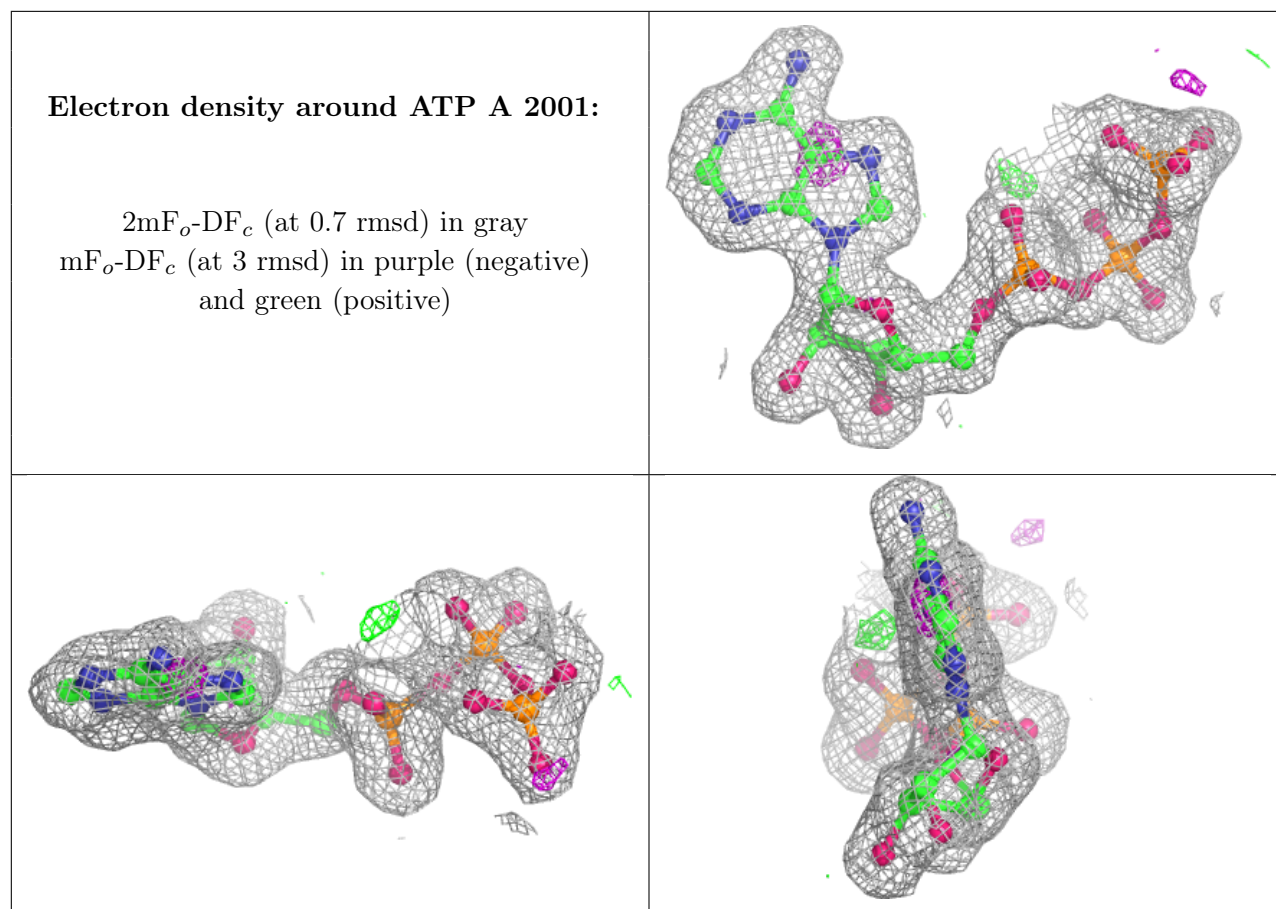 Electron density around ATP A 2001:
2mFo-DFc (at 0.7 rmsd) in gray
mFo-DFc (at 3 rmsd) in purple (negative)
and green (positive)